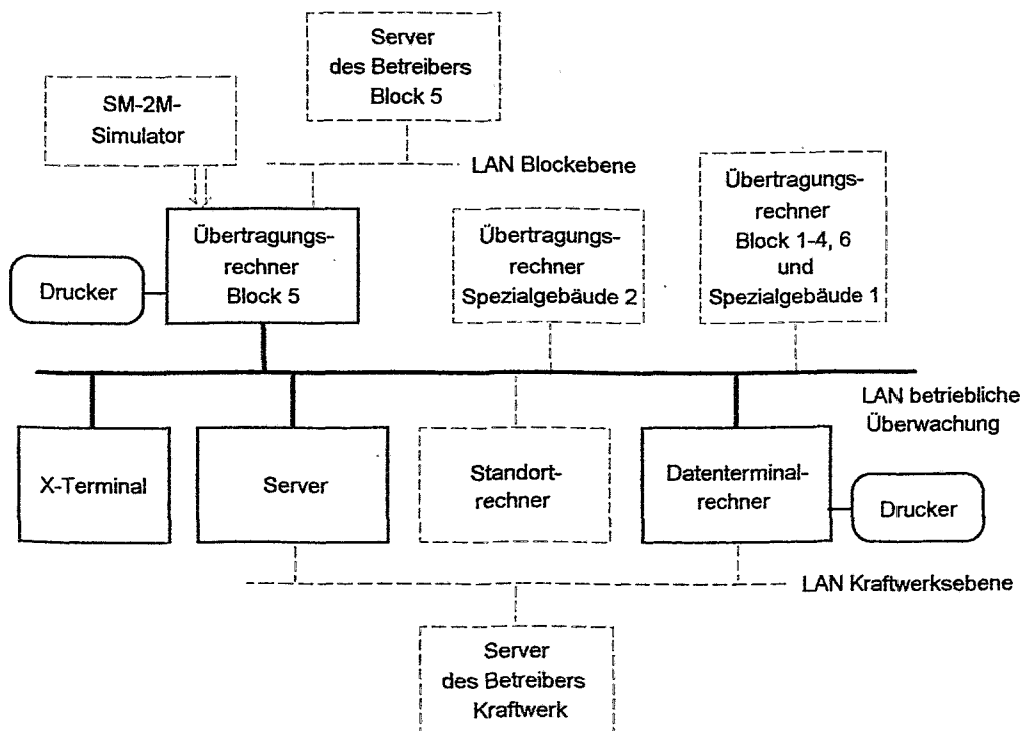 Server
des Betreibers
Block 5
SM-2M-
Simulator
LAN Blockebene
Übertragungs-
rechner
Block 5
Drucker
Übertragungs-
rechner
Spezialgebäude 2
Übertragungs-
rechner
Block 1-4, 6
und
Spezialgebäude 1
LAN betriebliche
Überwachung
X-Terminal
Server
Standort-
rechner
Datenterminal-
rechner
Drucker
LAN Kraftwerksebene
Server
des Betreibers
Kraftwerk